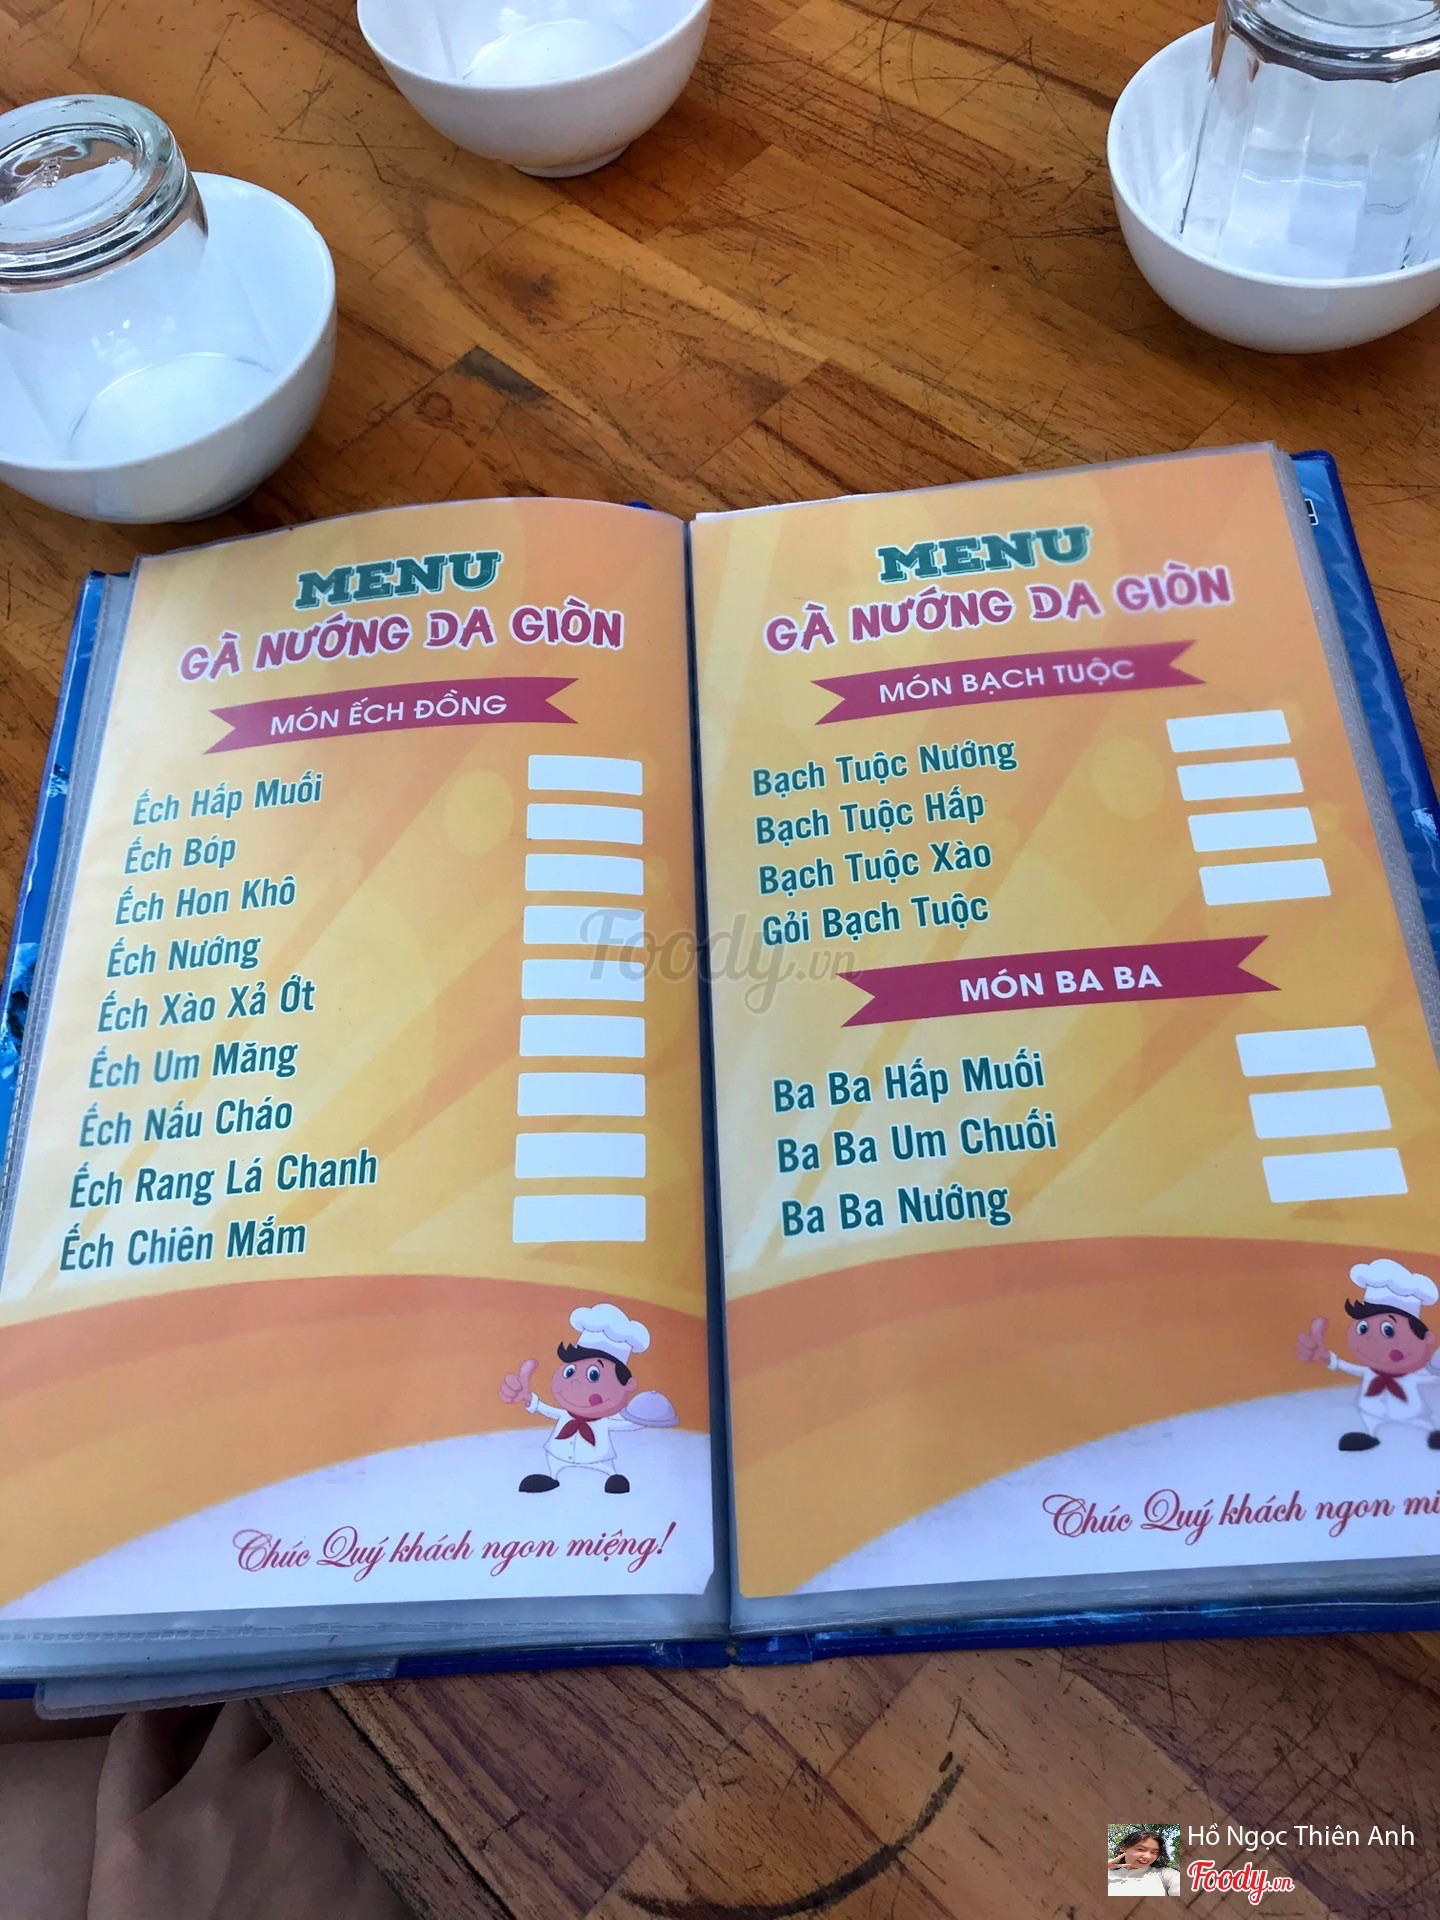 MENU
GÀ NƯỚNG DA GIÒN
MÓN ẾCH ĐỒNG
Ếch Hấp Muối
Ếch Bóp
Ếch Hon Khô
Ếch Nướng
Ếch Xào Xả Ớt
Ếch Um Măng
Ếch Nấu Cháo
Ếch Rang Lá Chanh
Ếch Chiên Mắm
Chúc Quý khách ngon miệng!
MENU
GÀ NƯỚNG DA GIÒN
MÓN BẠCH TUỘC
Bạch Tuộc Nướng
Bạch Tuộc Hấp
Bạch Tuộc Xào
Gỏi Bạch Tuộc
MÓN BA BA
Ba Ba Hấp Muối
Ba Ba Um Chuối
Ba Ba Nướng
Chúc Quý khách ngon mi
Foody.vn
Hồ Ngọc Thiên Anh
Foody.vn